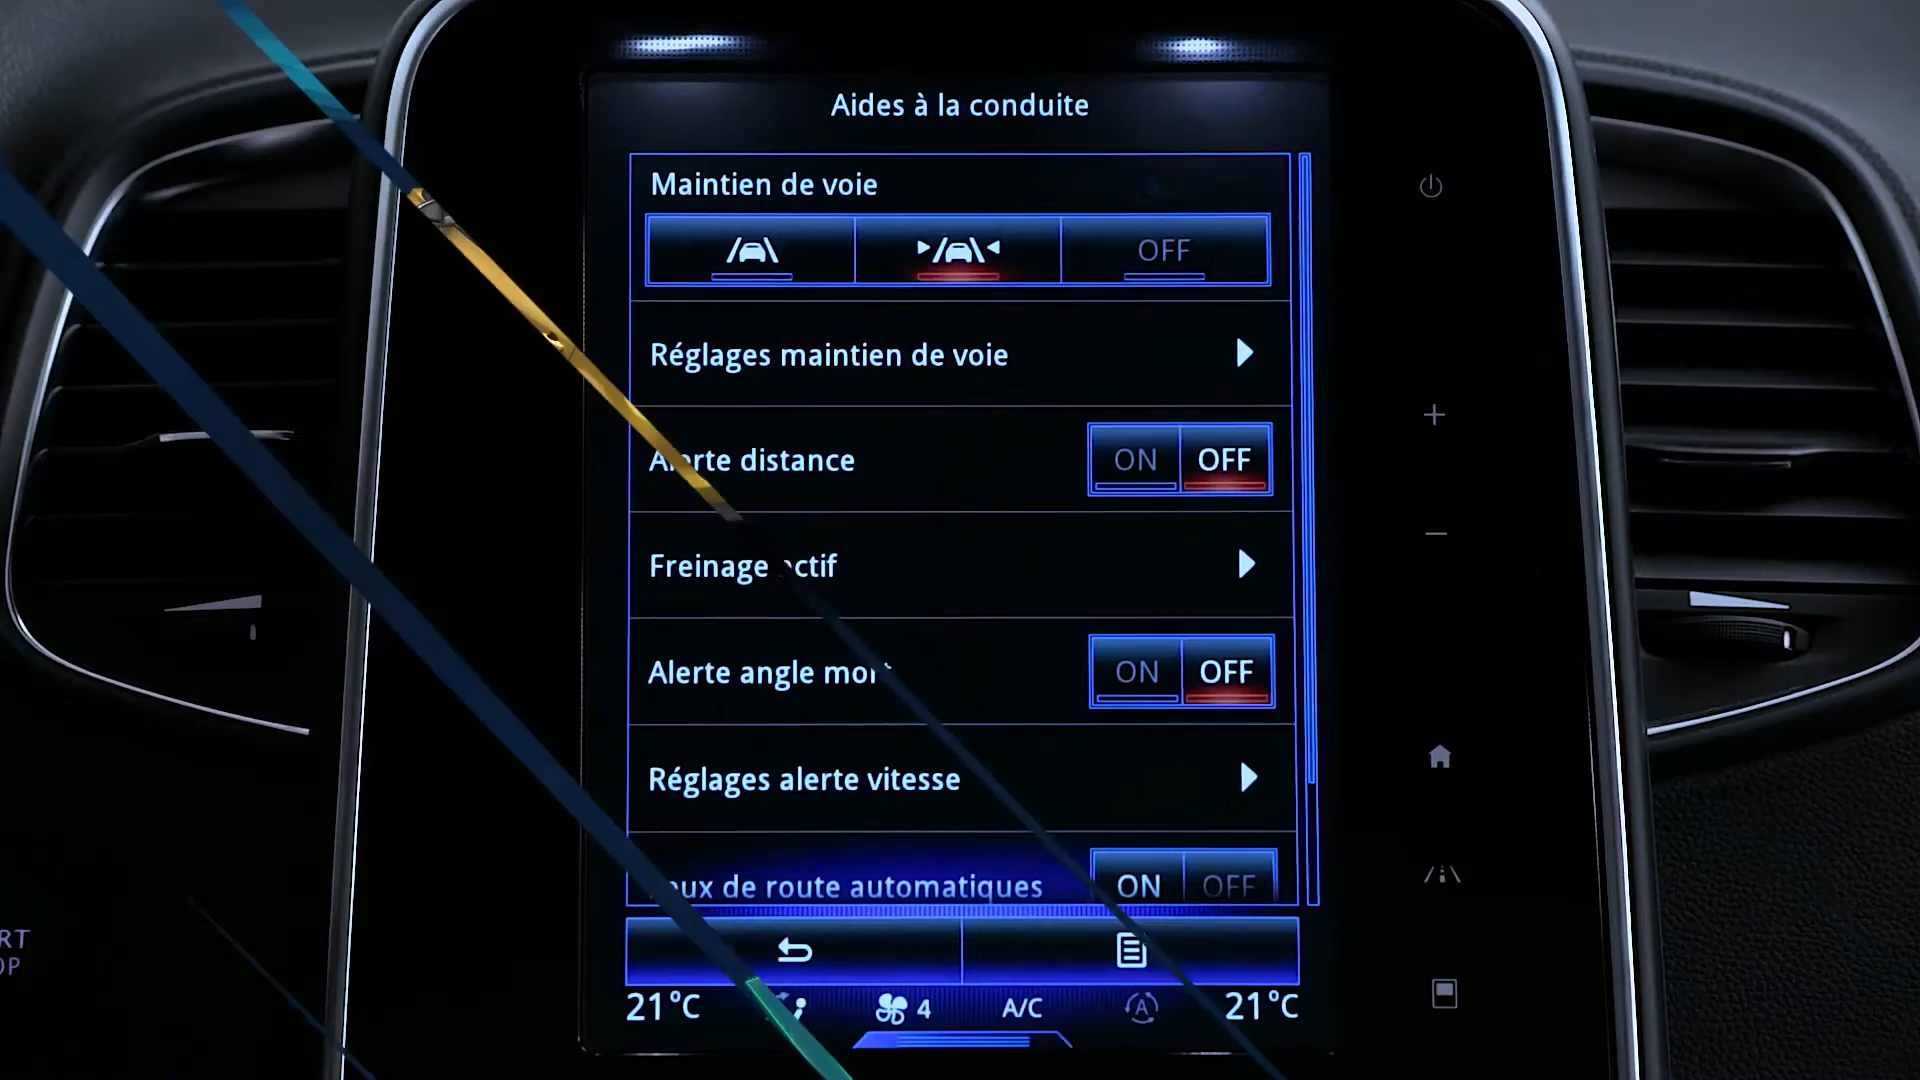 Aides à la conduite
Maintien de voie
OFF
Réglages maintien de voie
Alerte distance ON OFF
Freinage actif
Alerte angle mort ON OFF
Réglages alerte vitesse
de route automatiques ON OFF
21°C 4 A/C A 21°C